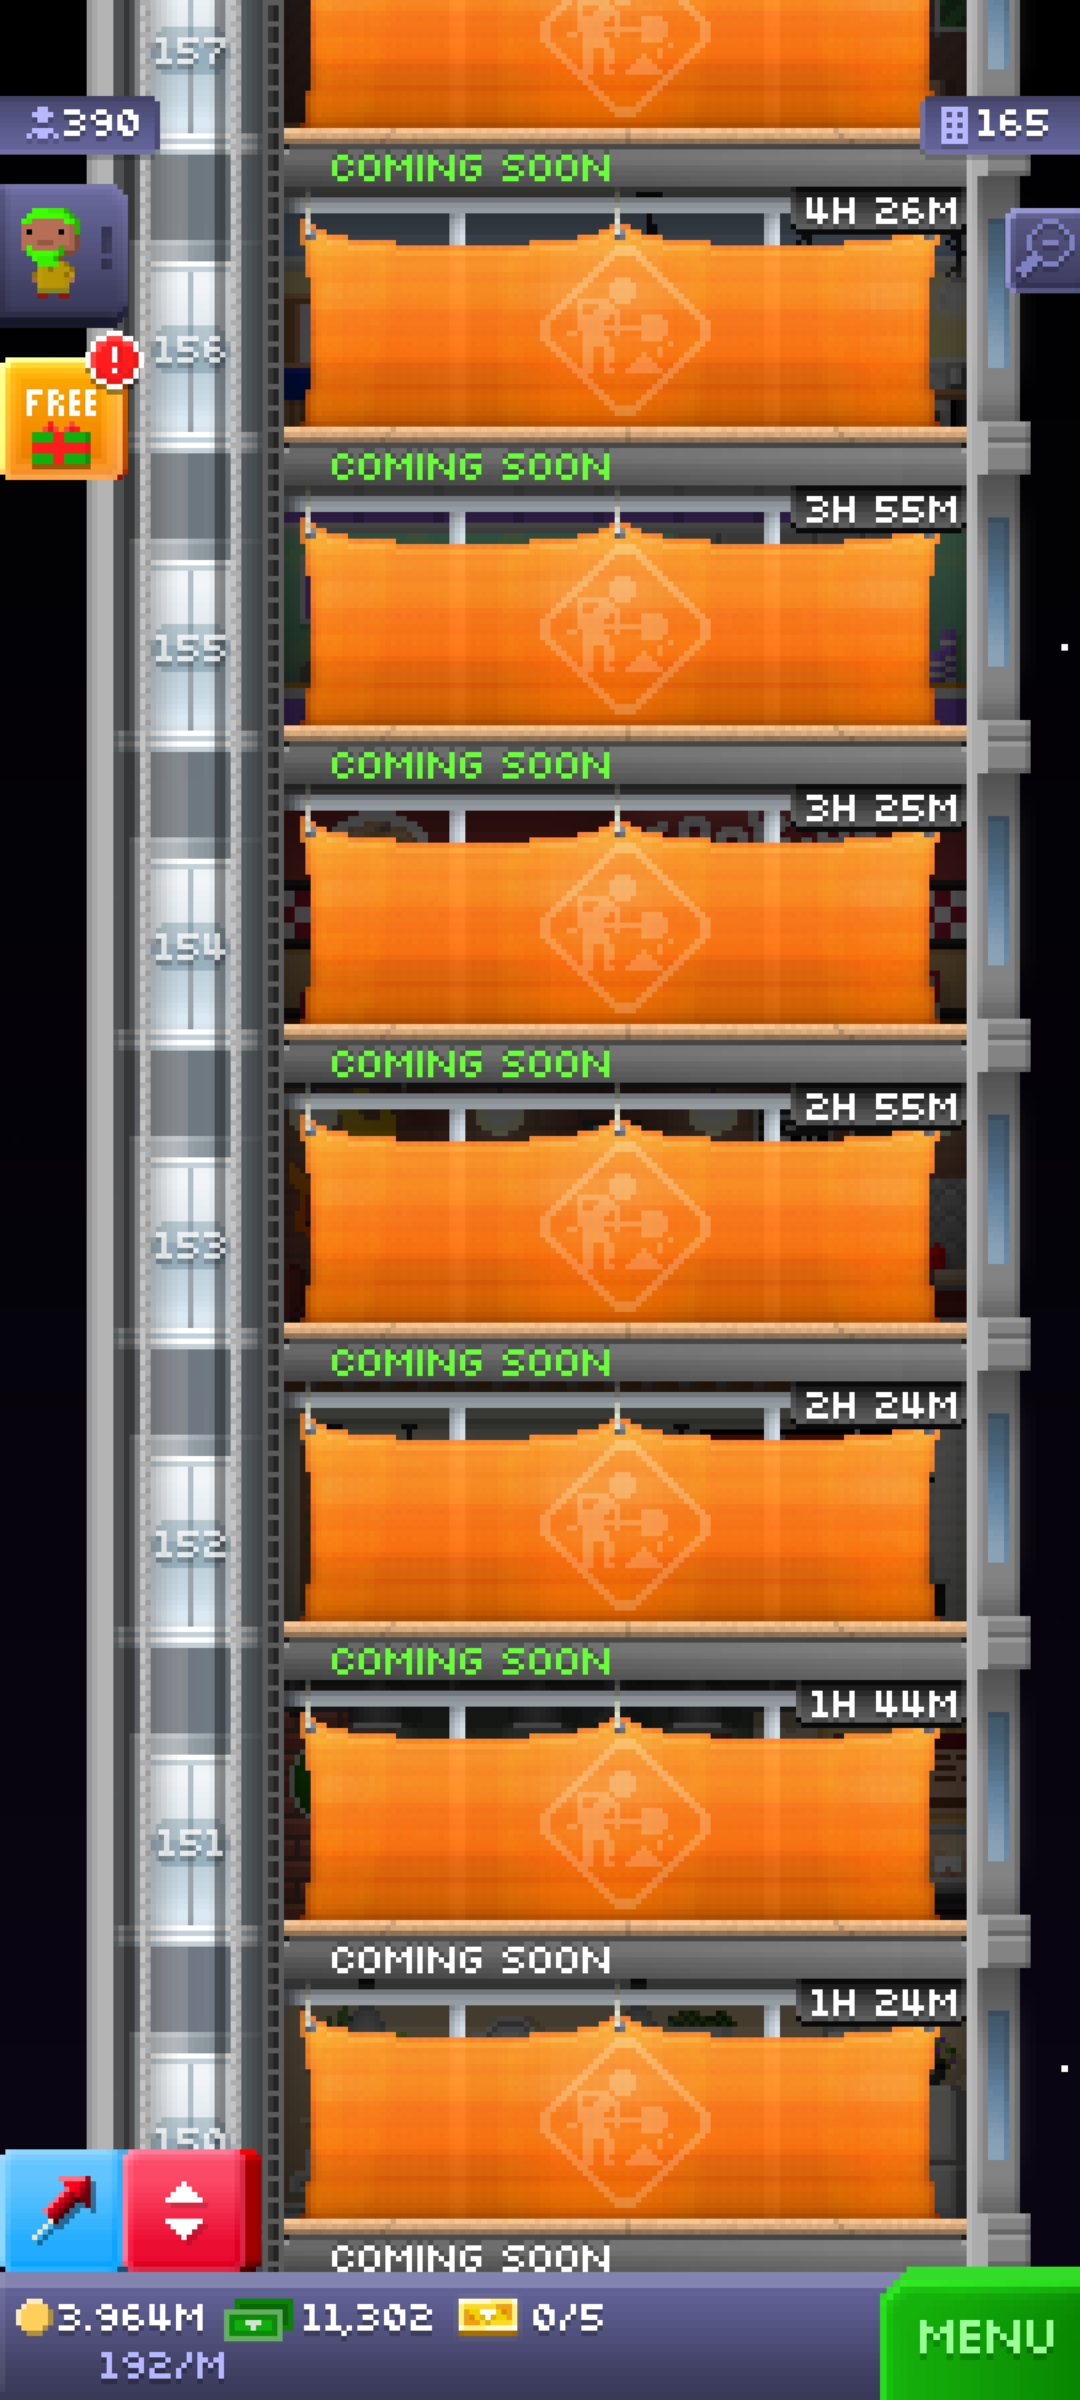 157
390
165
COMING SOON
4H 26M
!
156
FREE
COMING SOON
3H 55M
155
COMING SOON
3H 25M
154
COMING SOON
2H 55M
153
COMING SOON
2H 24M
152
COMING SOON
1H 44M
151
COMING SOON
1H 24M
150
COMING SOON
3.964M 11,302 0/5
192/M
MENU